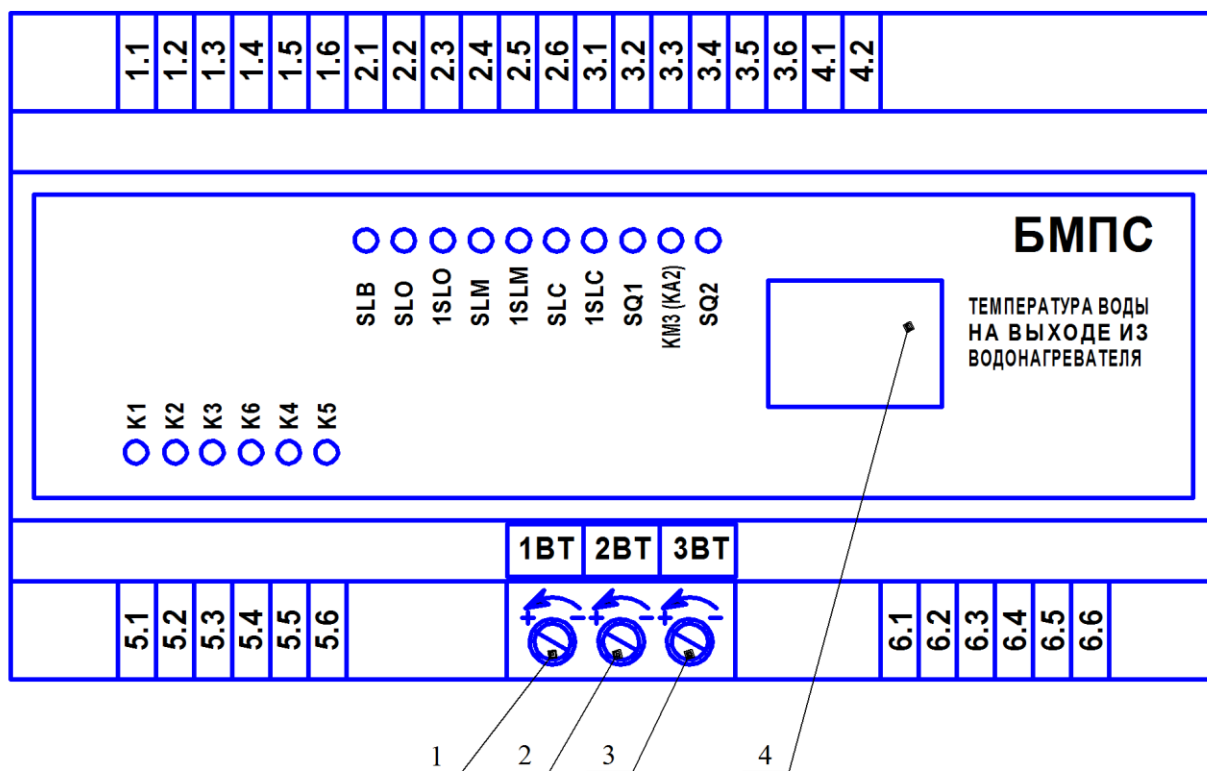 1.1 1.2 1.3 1.4 1.5 1.6 2.1 2.2 2.3 2.4 2.5 2.6 3.1 3.2 3.3 3.4 3.5 3.6 4.1 4.2
БМПС
SLB SLO 1SLO SLM 1SLM SLC 1SLC SQ1 КМ3 (КА2) SQ2
ТЕМПЕРАТУРА ВОДЫ
НА ВЫХОДЕ ИЗ
ВОДОНАГРЕВАТЕЛЯ
K1 K2 K3 K6 K4 K5
1ВТ 2ВТ 3ВТ
+ - + - + -
5.1 5.2 5.3 5.4 5.5 5.6
6.1 6.2 6.3 6.4 6.5 6.6
1 2 3 4